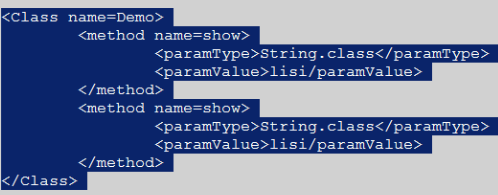 <Class name=Demo>
<method name=show>
<paramType>String.class</paramType>
<paramValue>lisi/paramValue>
</method>
<method name=show>
<paramType>String.class</paramType>
<paramValue>lisi/paramValue>
</method>
</Class>